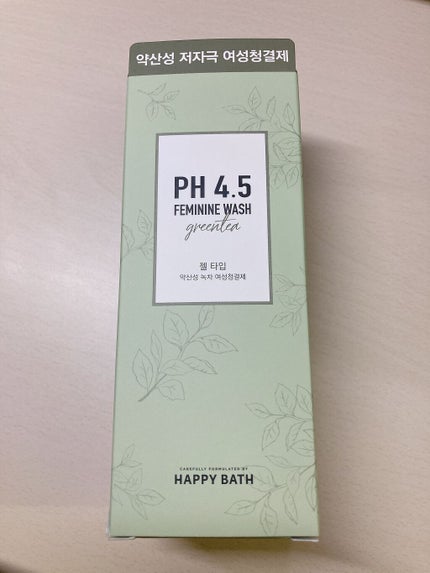 약산성 저자극 여성청결제
PH 4.5
FEMININE WASH
greentea
젤 타입
약산성 녹차 여성청결제
CAREFULLY FORMULATED BY
HAPPY BATH